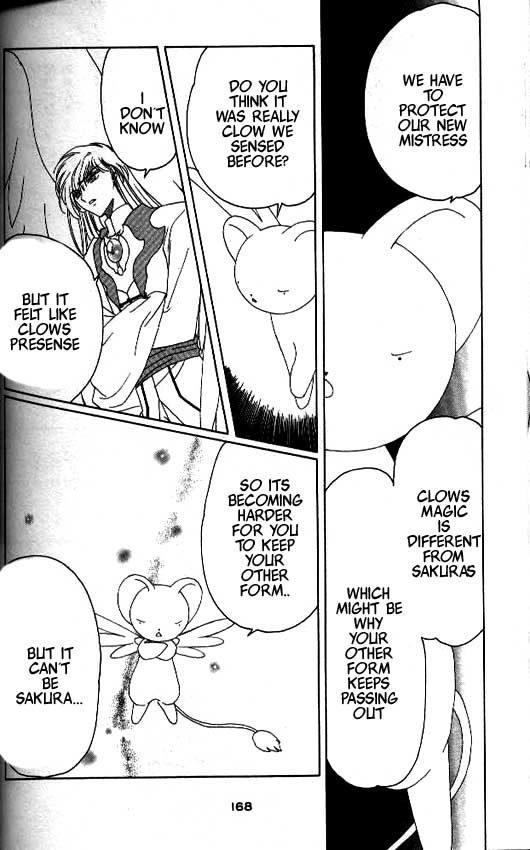 WE HAVE
TO
PROTECT
OUR NEW
MISTRESS
CLOWS
MAGIC
IS
DIFFERENT
FROM
SAKURAS
WHICH
MIGHT BE
WHY
YOUR
OTHER
FORM
KEEPS
PASSING
OUT
DO YOU
THINK IT
WAS REALLY
CLOW WE
SENSED
BEFORE?
I
DON'T
KNOW
BUT IT
FELT LIKE
CLOWS
PRESENSE
SO ITS
BECOMING
HARDER
FOR YOU
TO KEEP
YOUR
OTHER
FORM..
BUT IT
CAN'T
BE
SAKURA...
168